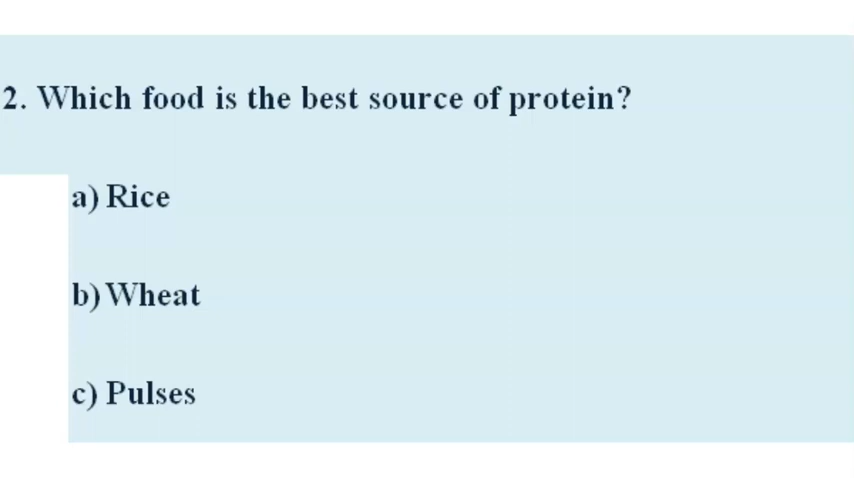 2. Which food is the best source of protein?
a) Rice
b) Wheat
c) Pulses